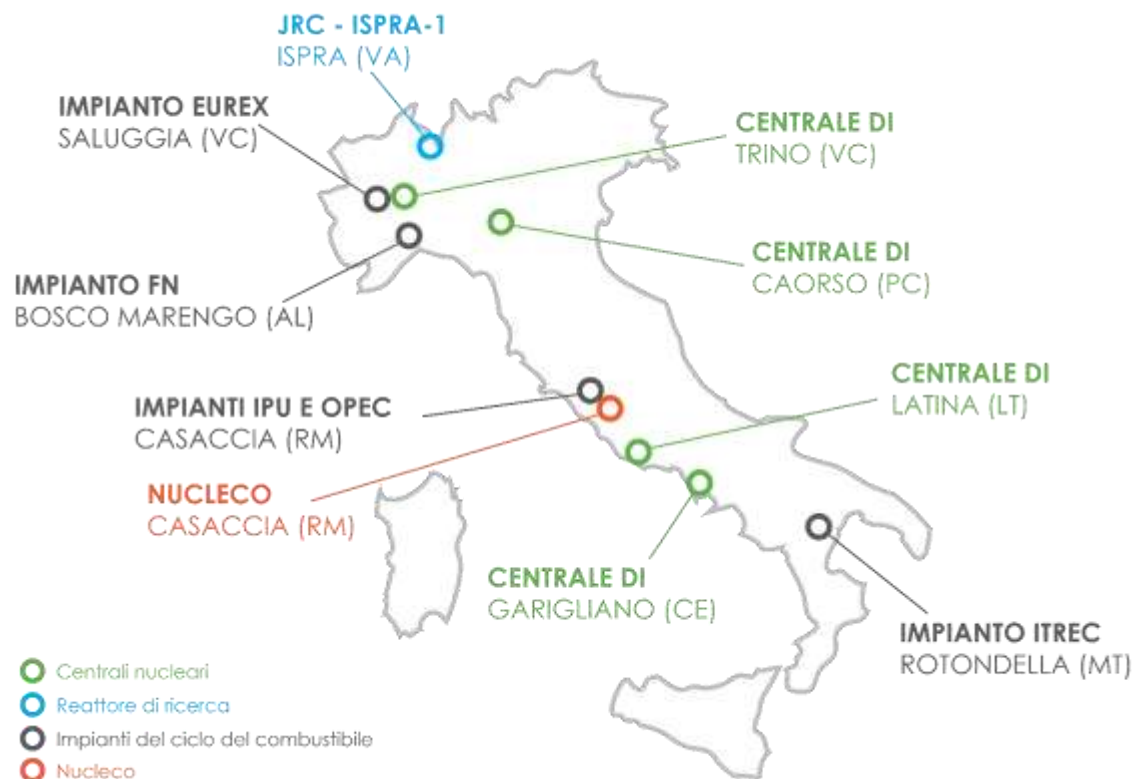 JRC - ISPRA-1
ISPRA (VA)
IMPIANTO EUREX
SALUGGIA (VC)
CENTRALE DI
TRINO (VC)
CENTRALE DI
CAORSO (PC)
IMPIANTO FN
BOSCO MARENGO (AL)
CENTRALE DI
LATINA (LT)
IMPIANTI IPU E OPEC
CASACCIA (RM)
NUCLECO
CASACCIA (RM)
CENTRALE DI
GARIGLIANO (CE)
IMPIANTO ITREC
ROTONDELLA (MT)
Centrali nucleari
Reattore di ricerca
Impianti del ciclo del combustibile
Nucleco